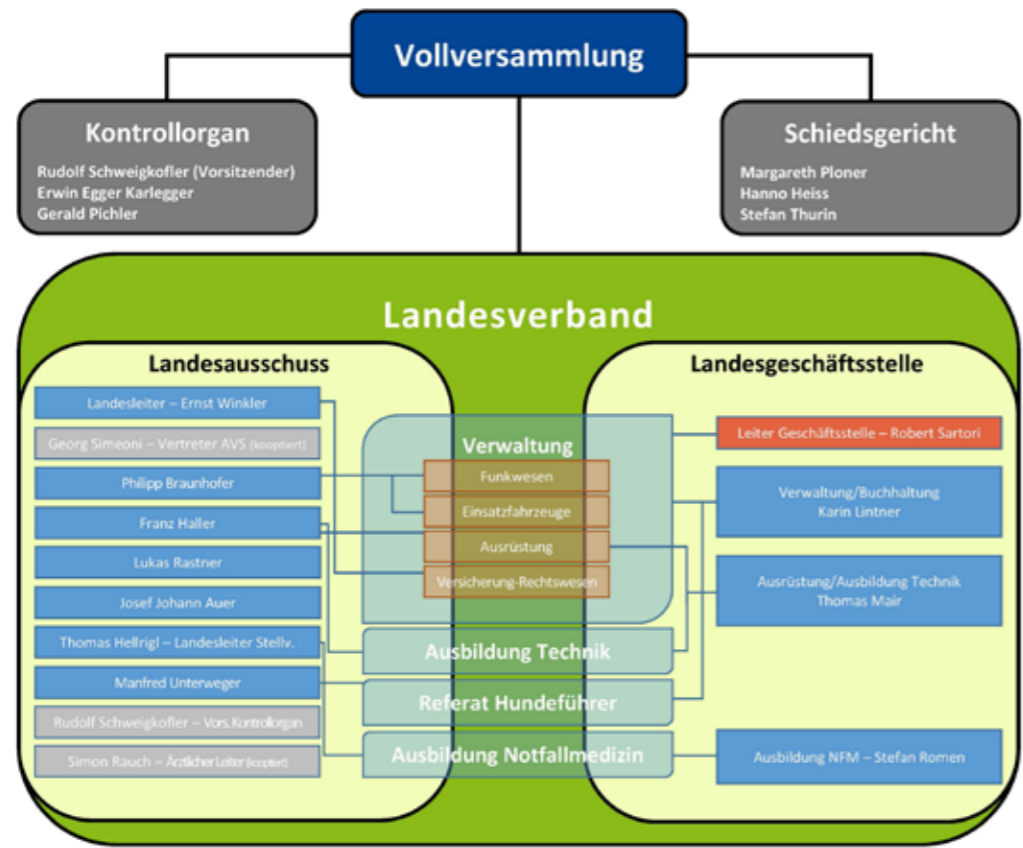 Vollversammlung
Kontrollorgan
Rudolf Schweigkofler (Vorsitzender)
Erwin Egger Karlegger
Gerald Pichler
Schiedsgericht
Margareth Ploner
Hanno Heiss
Stefan Thurin
Landesverband
Landesausschuss
Landesleiter – Ernst Winkler
Georg Simeoni – Vertreter AVS (kooptiert)
Philipp Braunhofer
Franz Haller
Lukas Rastner
Josef Johann Auer
Thomas Hellrigl – Landesleiter Stellv.
Manfred Unterweger
Rudolf Schweigkofler – Vors. Kontrollorgan
Simon Rauch – Ärztlicher Leiter (kooptiert)
Verwaltung
Funkwesen
Einsatzfahrzeuge
Ausrüstung
Versicherung-Rechtswesen
Ausbildung Technik
Referat Hundeführer
Ausbildung Notfallmedizin
Landesgeschäftsstelle
Leiter Geschäftsstelle – Robert Sartori
Verwaltung/Buchhaltung
Karin Lintner
Ausrüstung/Ausbildung Technik
Thomas Mair
Ausbildung NFM – Stefan Romen